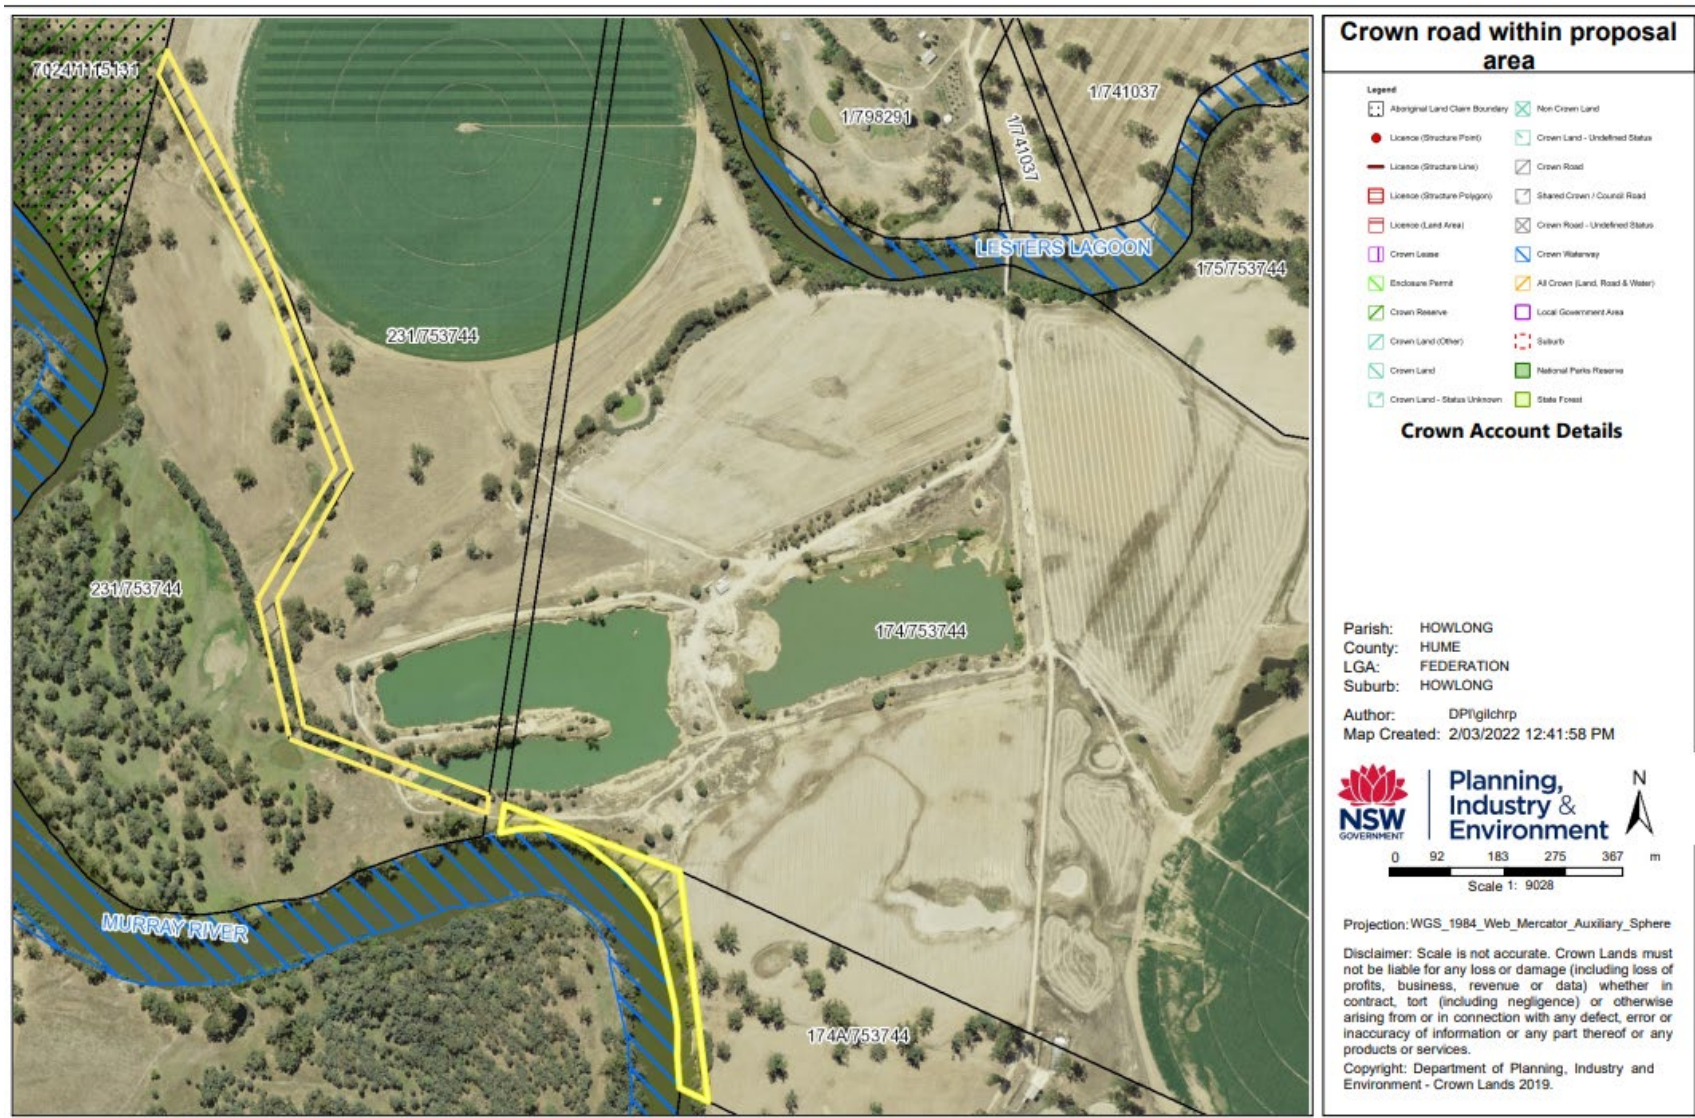 Crown road within proposal
area
Legend
Aboriginal Land Claim Boundary
Non Crown Land
Licence (Structure Point)
Crown Land - Undefined Status
Licence (Structure Line)
Crown Road
Licence (Structure Polygon)
Shared Crown / Council Road
Licence (Land Area)
Crown Road - Undefined Status
Crown Lease
Crown Waterway
Enclosure Permit
All Crown (Land, Road & Water)
Crown Reserve
Local Government Area
Crown Land (Other)
Suburb
Crown Land
National Parks Reserve
Crown Land - Status Unknown
State Forest
Crown Account Details
7024/1115131
1/798291
1/741037
1/741037
LESTERS LAGOON
175/753744
231/753744
231/753744
174/753744
MURRAY RIVER
174A/753744
Parish: HOWLONG
County: HUME
LGA: FEDERATION
Suburb: HOWLONG
Author: DPI\gilchrp
Map Created: 2/03/2022 12:41:58 PM
NSW
GOVERNMENT
Planning,
Industry &
Environment
N
0 92 183 275 367 m
Scale 1: 9028
Projection: WGS_1984_Web_Mercator_Auxiliary_Sphere
Disclaimer: Scale is not accurate. Crown Lands must
not be liable for any loss or damage (including loss of
profits, business, revenue or data) whether in
contract, tort (including negligence) or otherwise
arising from or in connection with any defect, error or
inaccuracy of information or any part thereof or any
products or services.
Copyright: Department of Planning, Industry and
Environment - Crown Lands 2019.